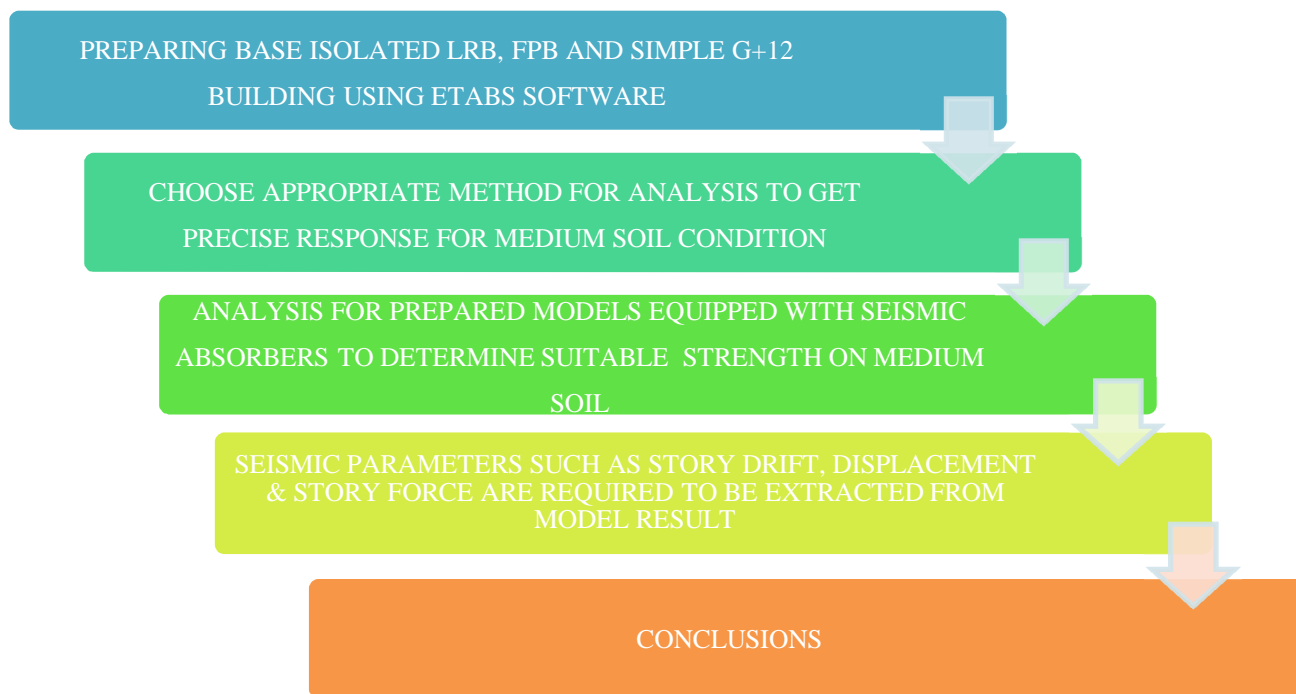 PREPARING BASE ISOLATED LRB, FPB AND SIMPLE G+12
BUILDING USING ETABS SOFTWARE
CHOOSE APPROPRIATE METHOD FOR ANALYSIS TO GET
PRECISE RESPONSE FOR MEDIUM SOIL CONDITION
ANALYSIS FOR PREPARED MODELS EQUIPPED WITH SEISMIC
ABSORBERS TO DETERMINE SUITABLE STRENGTH ON MEDIUM
SOIL
SEISMIC PARAMETERS SUCH AS STORY DRIFT, DISPLACEMENT
& STORY FORCE ARE REQUIRED TO BE EXTRACTED FROM
MODEL RESULT
CONCLUSIONS